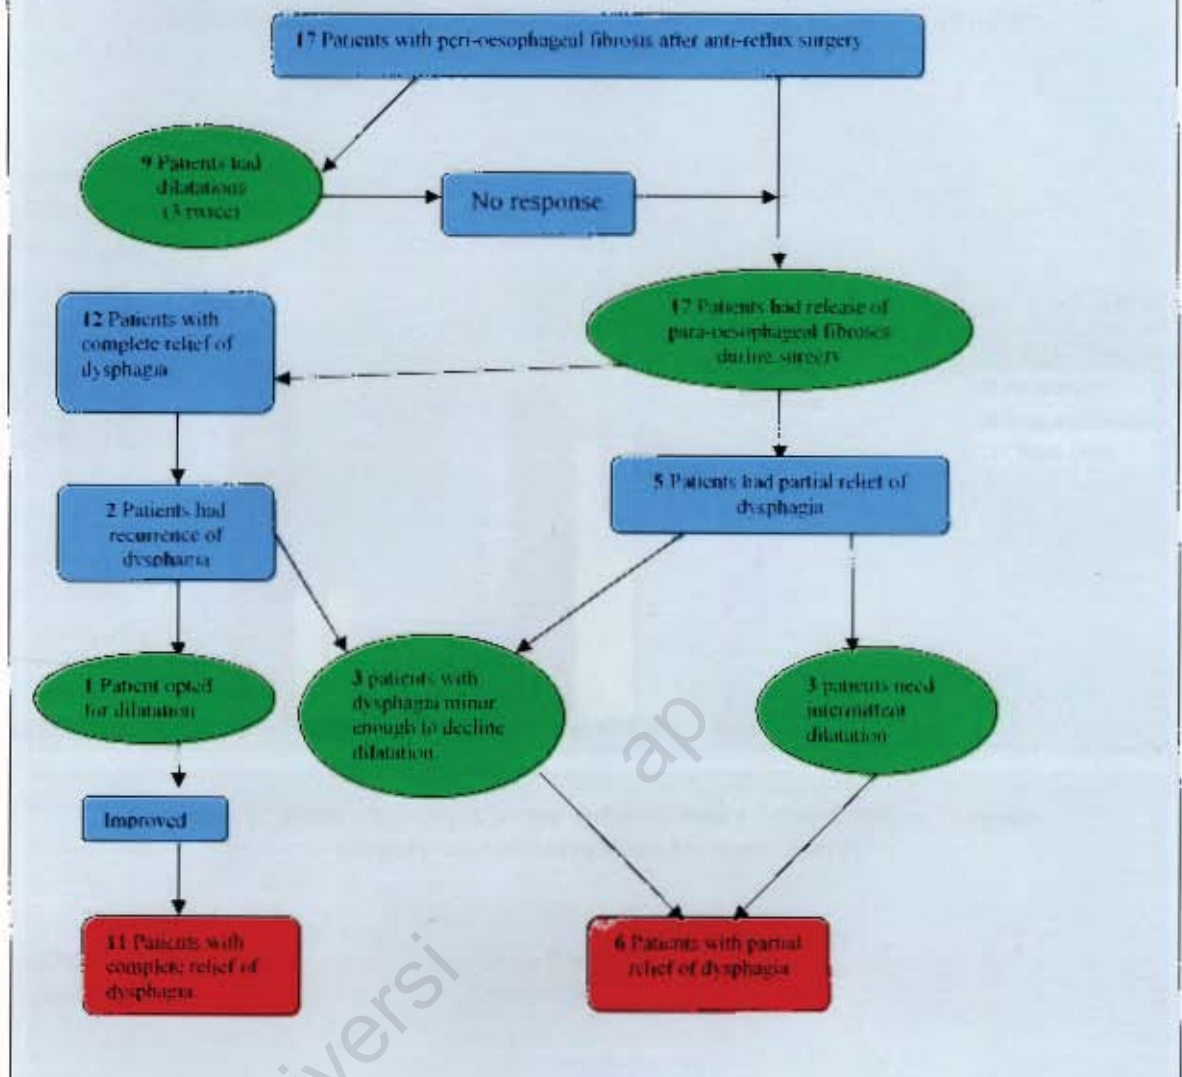 17 Patients with peri-oesophageal fibrosis after anti-reflux surgery
9 Patients had
dilatations
(3 twice)
No response
17 Patients had release of
para-oesophageal fibroses
during surgery
12 Patients with
complete relief of
dysphagia
5 Patients had partial relief of
dysphagia
2 Patients had
recurrence of
dysphagia
1 Patient opted
for dilatation
3 patients with
dysphagia minor
enough to decline
dilatation
3 patients need
intermittent
dilatation
Improved
11 Patients with
complete relief of
dysphagia
6 Patients with partial
relief of dysphagia
ap
iversi